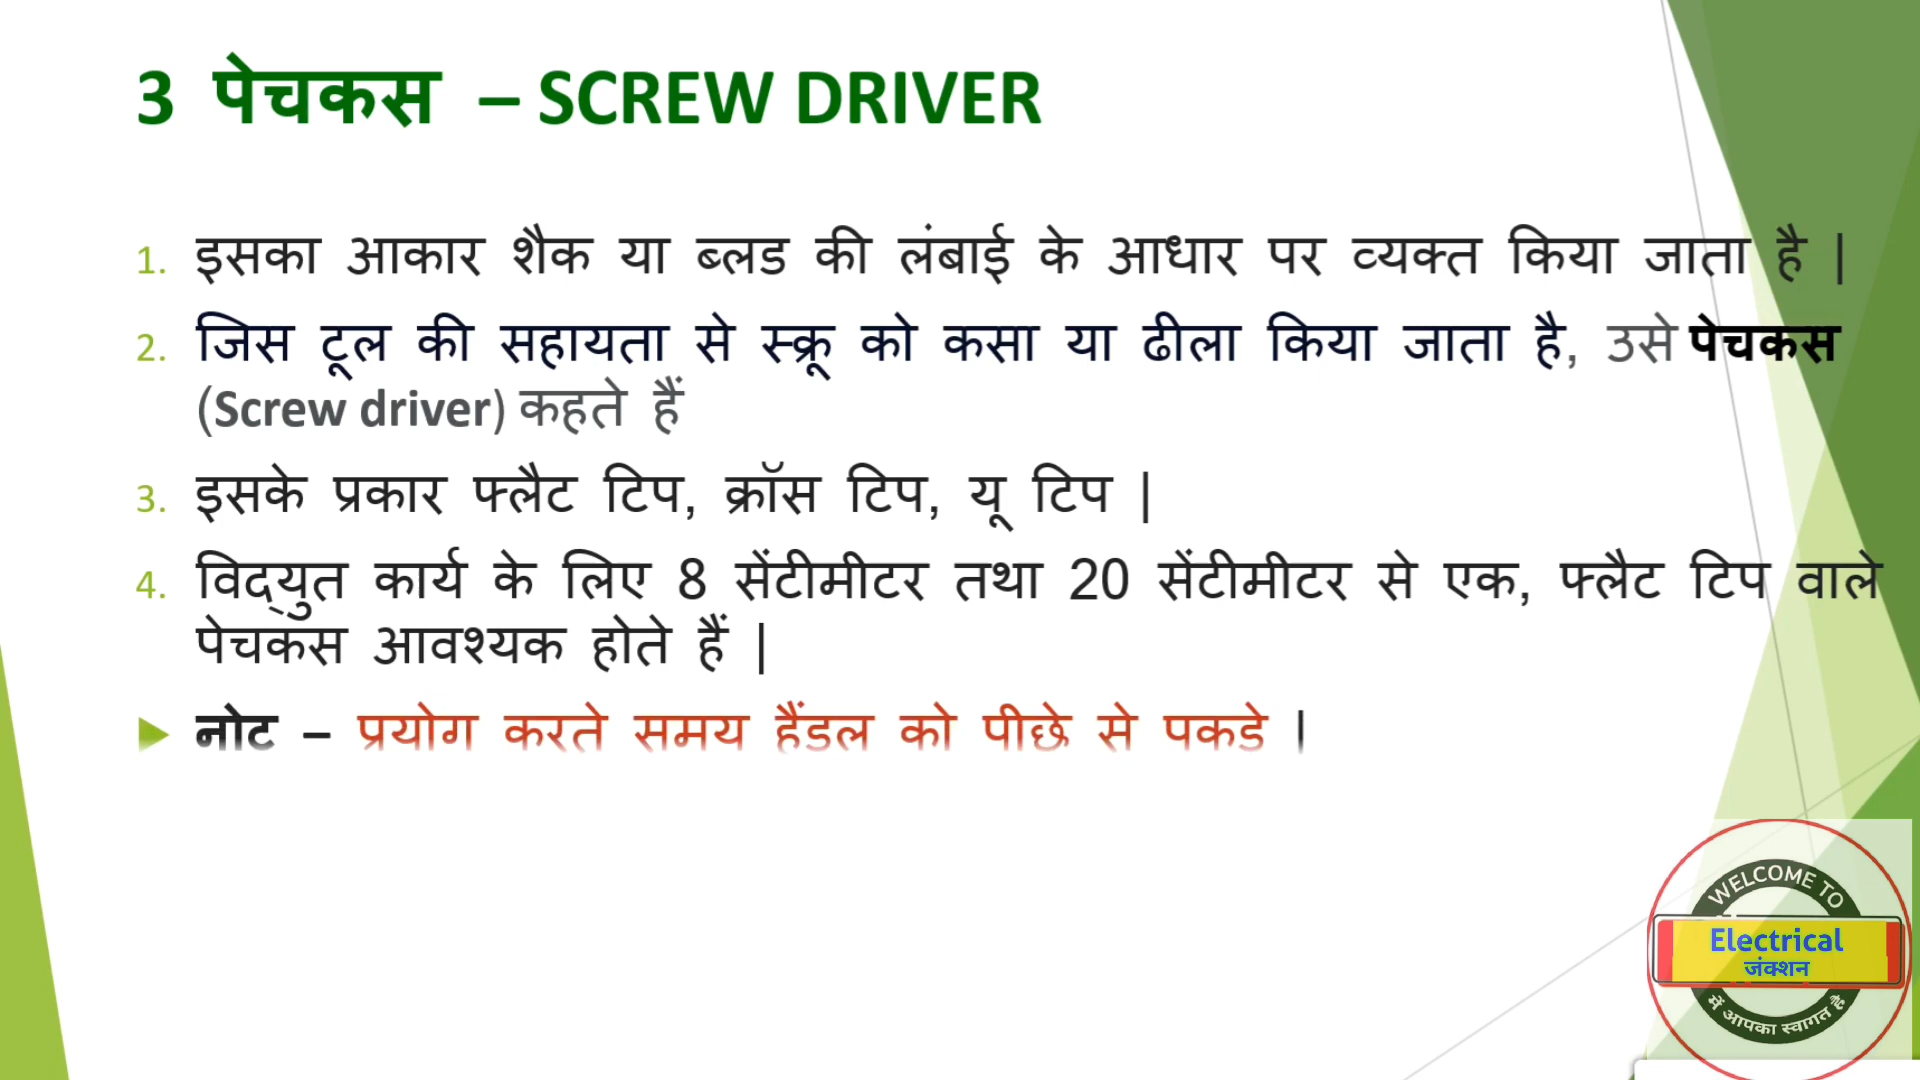 3 पेचकस – SCREW DRIVER
1. इसका आकार शैक या ब्लड की लंबाई के आधार पर व्यक्त किया जाता है |
2. जिस टूल की सहायता से स्क्रू को कसा या ढीला किया जाता है, उसे पेचकस
(Screw driver) कहते हैं
3. इसके प्रकार फ्लैट टिप, क्रॉस टिप, यू टिप |
4. विद्युत कार्य के लिए 8 सेंटीमीटर तथा 20 सेंटीमीटर से एक, फ्लैट टिप वाले
पेचकस आवश्यक होते हैं |
नोट – प्रयोग करते समय हैंडल को पीछे से पकडे |
WELCOME TO
Electrical
जंक्शन
में आपका स्वागत है